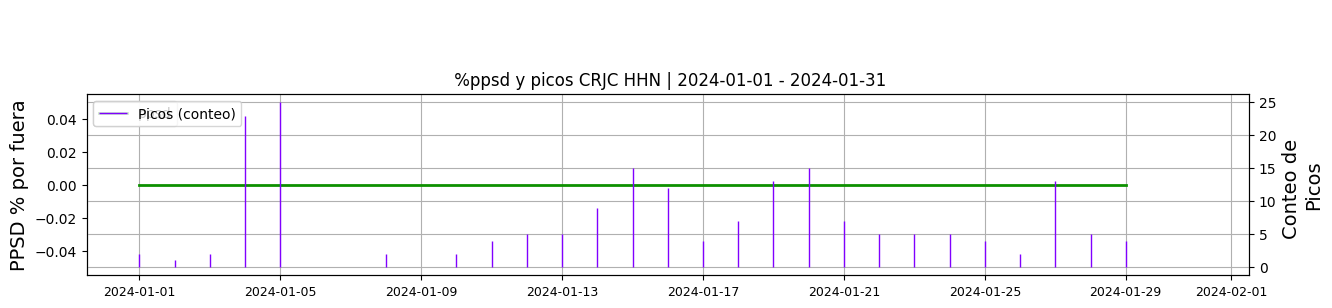 %ppsd y picos CRJC HHN | 2024-01-01 - 2024-01-31
Picos (conteo)
PPSD % por fuera
0.04
0.02
0.00
−0.02
−0.04
25
20
15
10
5
0
Conteo de
Picos
2024-01-01 2024-01-05 2024-01-09 2024-01-13 2024-01-17 2024-01-21 2024-01-25 2024-01-29 2024-02-01